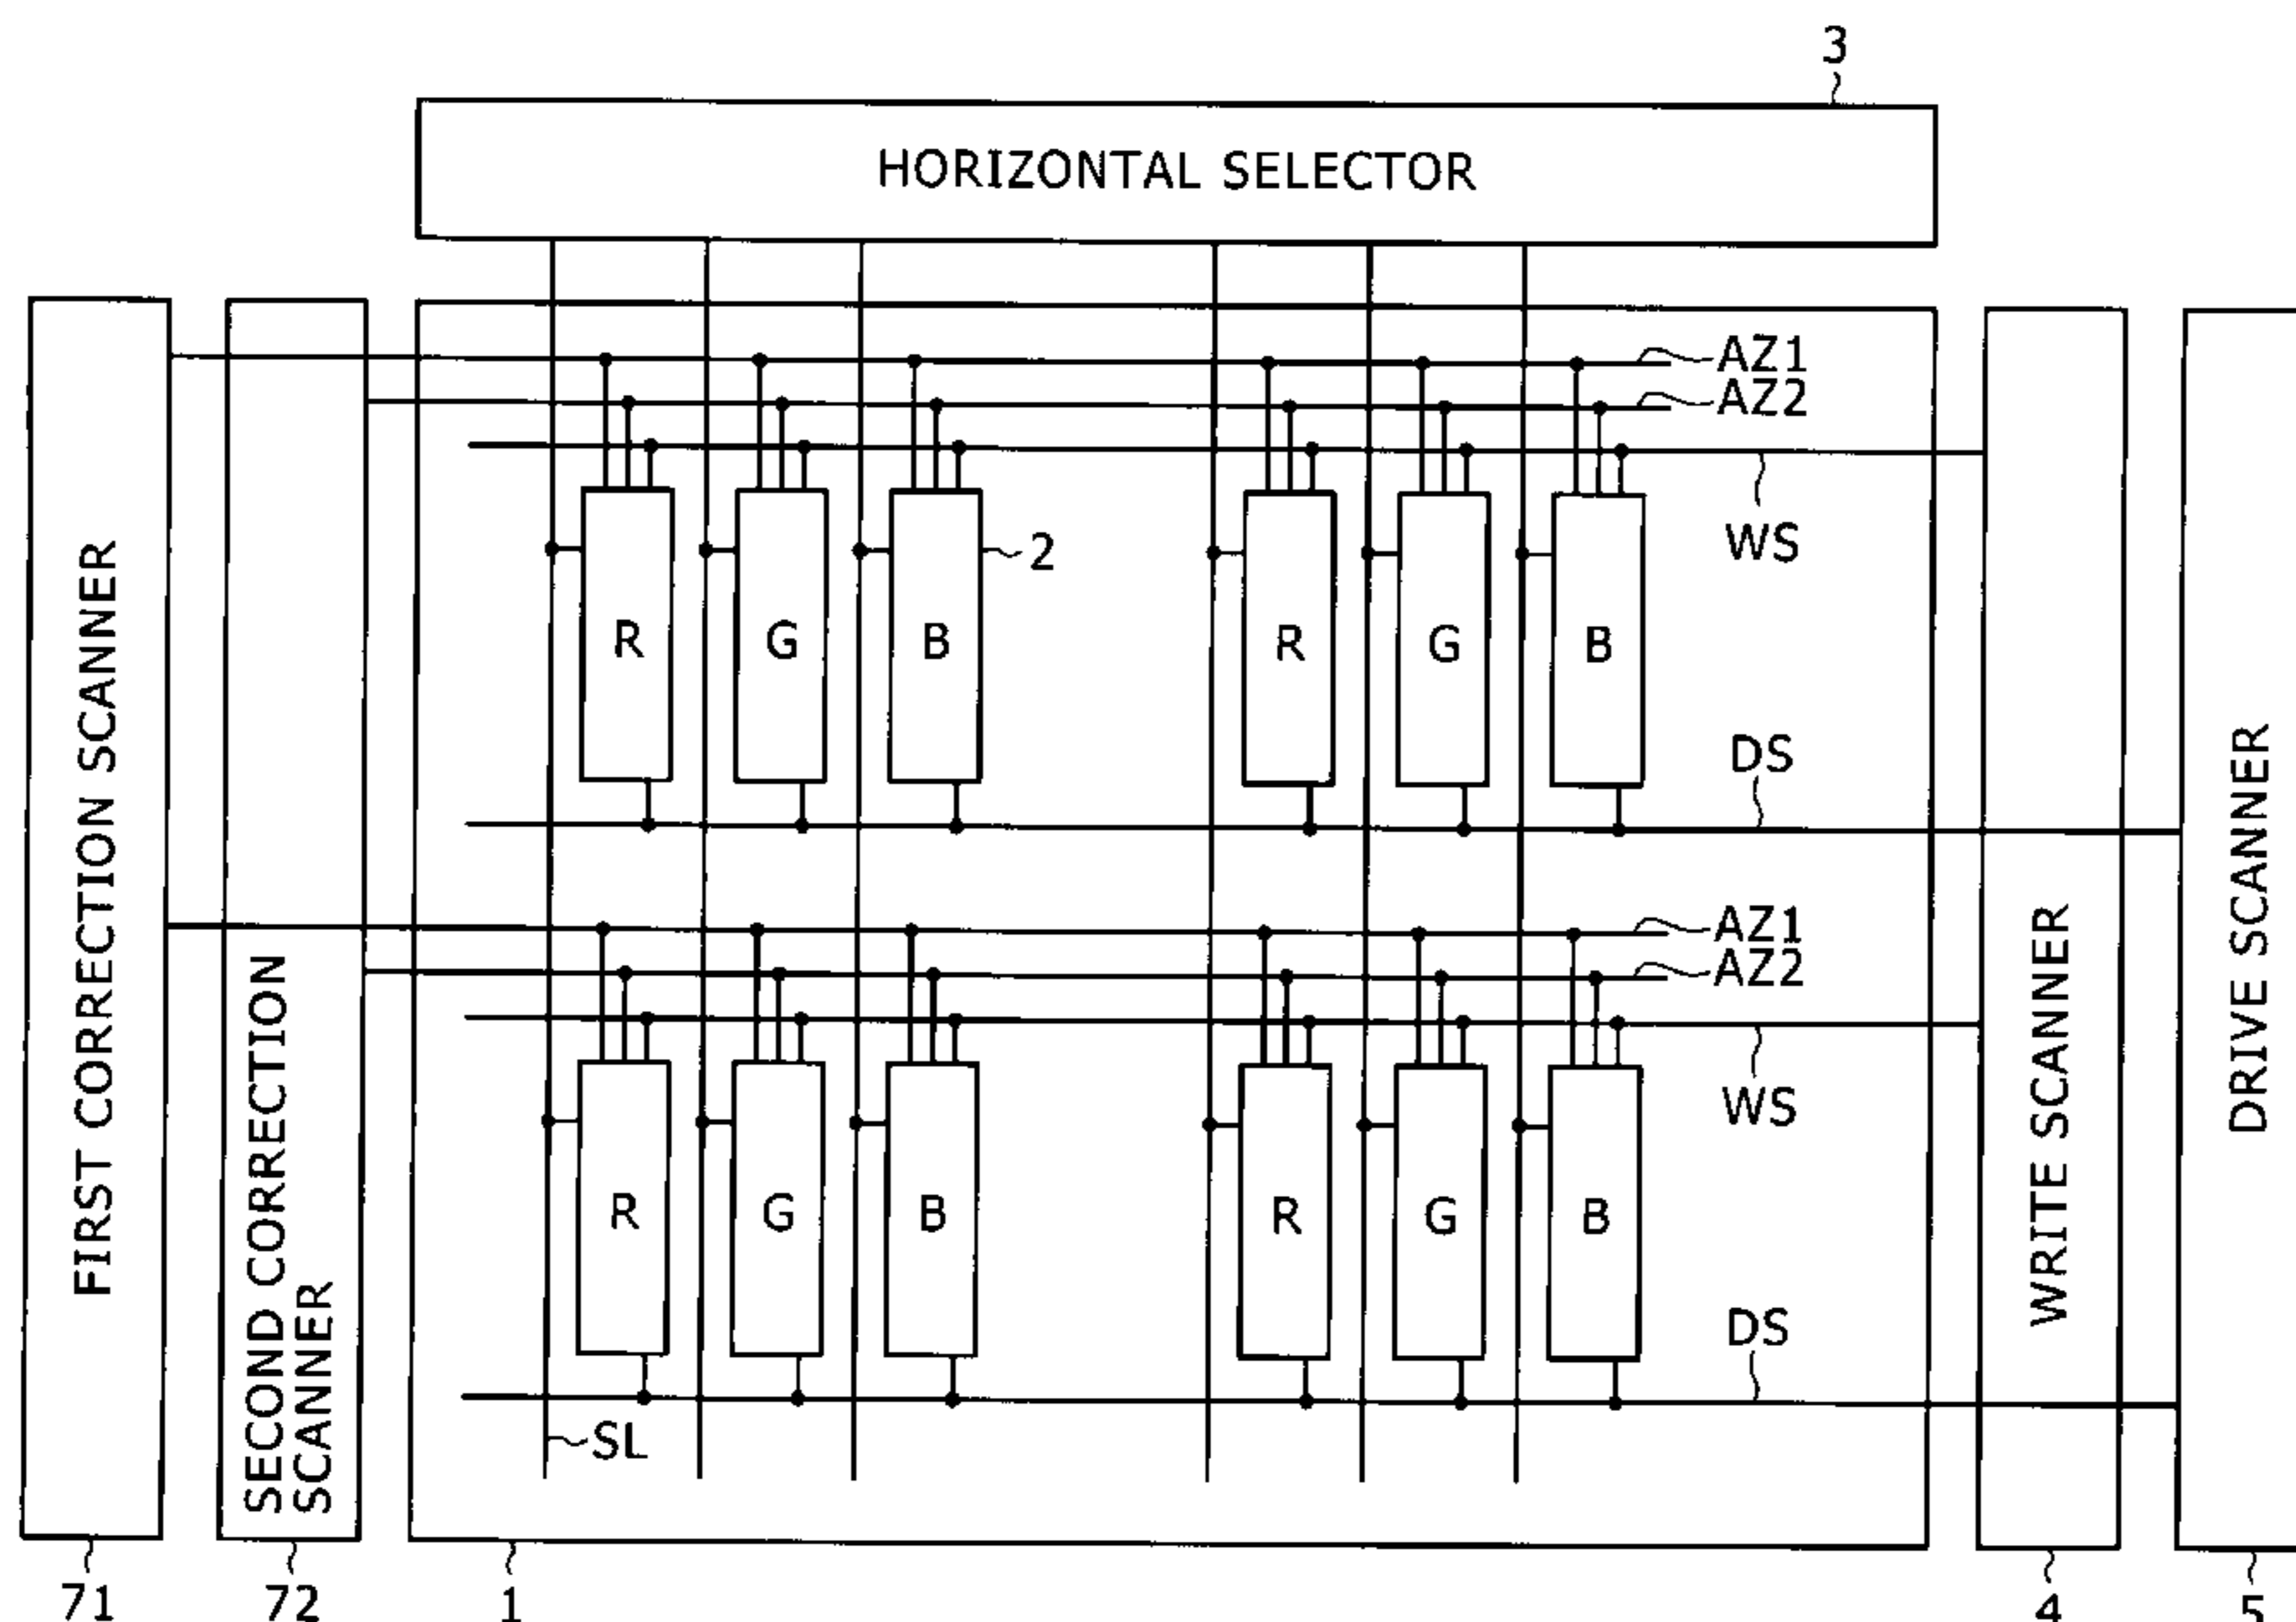 3
HORIZONTAL SELECTOR
AZ1
AZ2
WS
R
G
B
2
R
G
B
DS
AZ1
AZ2
WS
R
G
B
R
G
B
DS
SL
FIRST CORRECTION SCANNER
SECOND CORRECTION
SCANNER
WRITE SCANNER
DRIVE SCANNER
71
72
1
4
5